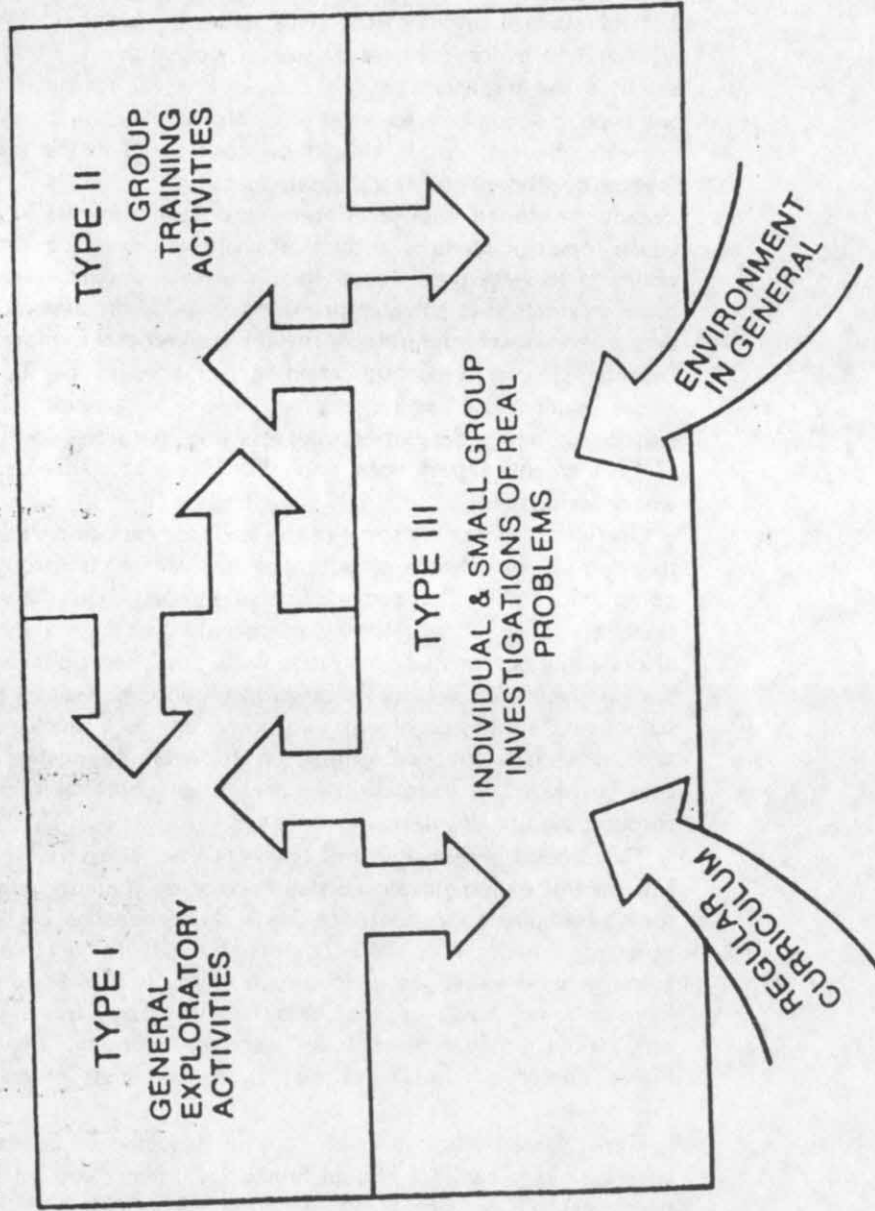 TYPE I
GENERAL
EXPLORATORY
ACTIVITIES
TYPE II
GROUP
TRAINING
ACTIVITIES
TYPE III
INDIVIDUAL & SMALL GROUP
INVESTIGATIONS OF REAL
PROBLEMS
REGULAR
CURRICULUM
ENVIRONMENT
IN GENERAL